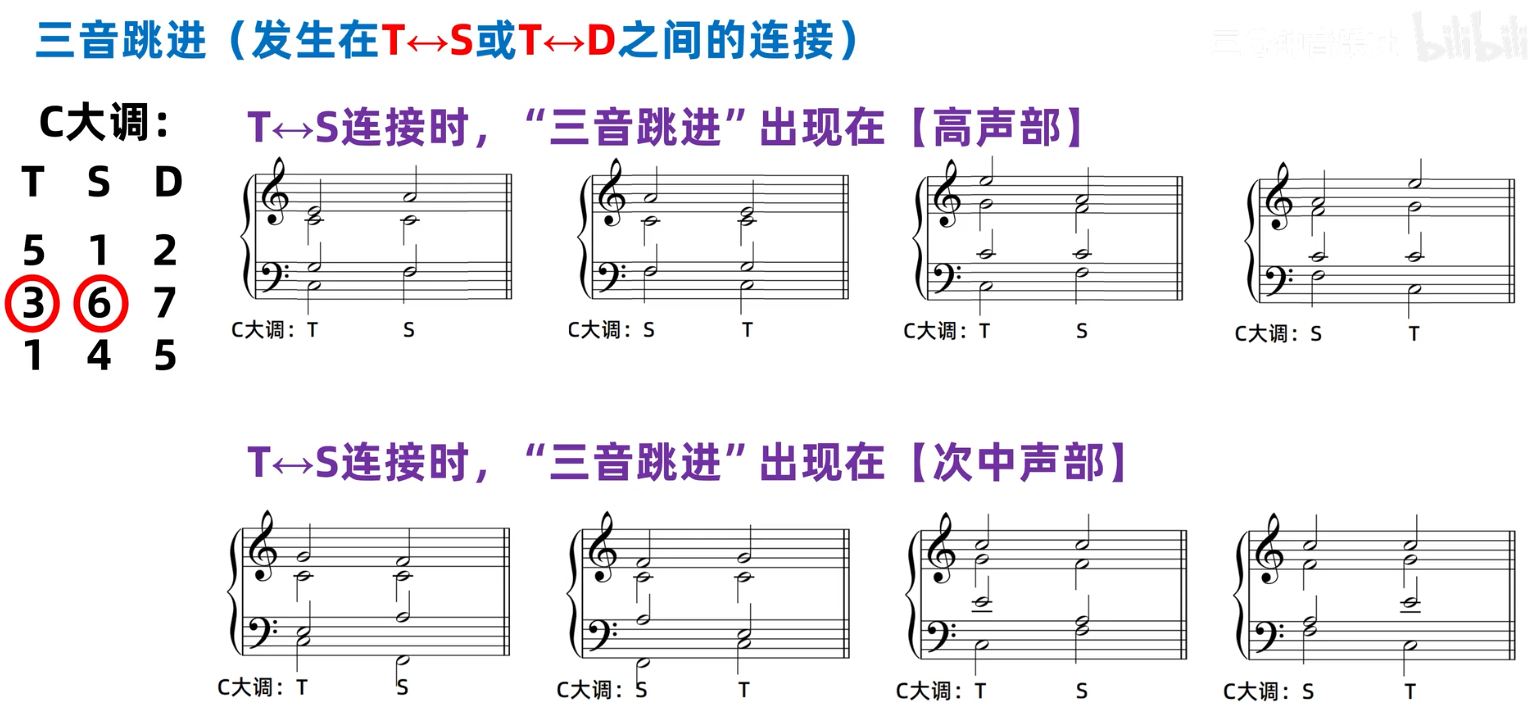 三音跳进（发生在T↔S或T↔D之间的连接）
bilibili
C大调：
T S D
5 1 2
3 6 7
1 4 5
T↔S连接时，“三音跳进”出现在【高声部】
C大调：T S
C大调：S T
C大调：T S
C大调：S T
T↔S连接时，“三音跳进”出现在【次中声部】
C大调：T S
C大调：S T
C大调：T S
C大调：S T